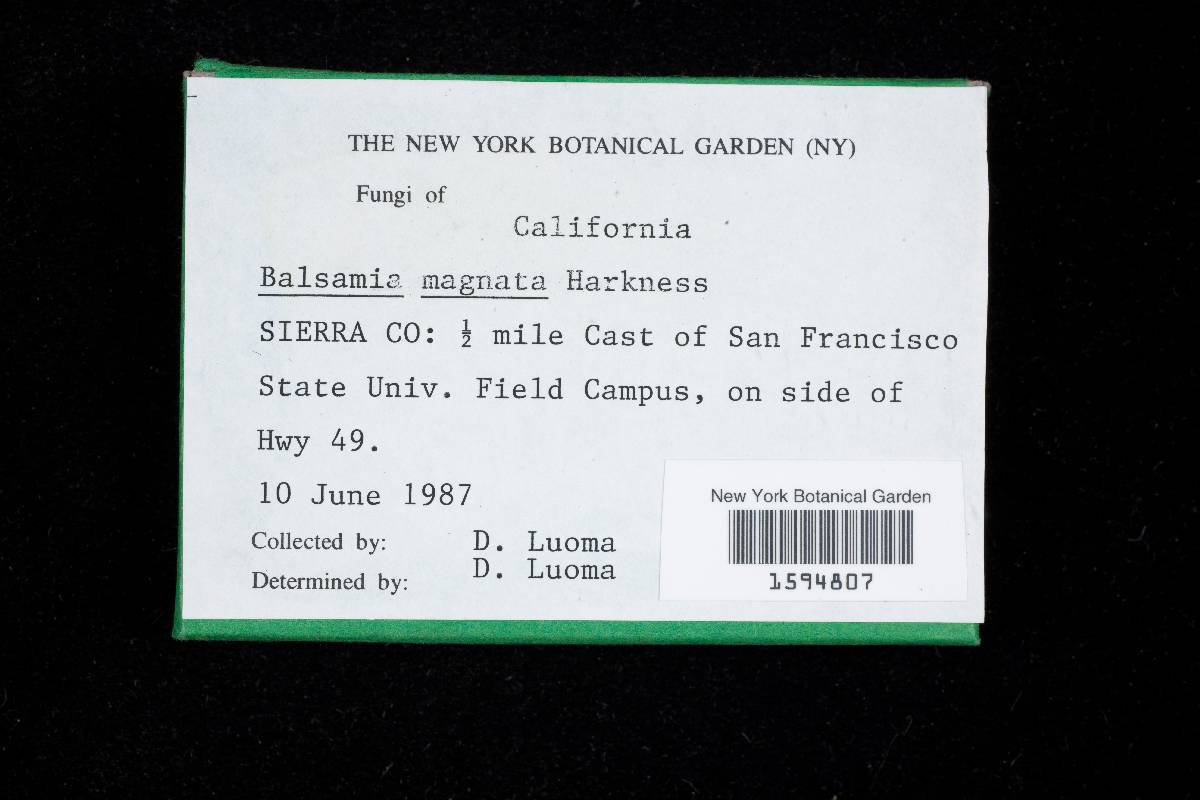 THE NEW YORK BOTANICAL GARDEN (NY)
Fungi of
California
Balsamia magnata Harkness
SIERRA CO: ½ mile Cast of San Francisco
State Univ. Field Campus, on side of
Hwy 49.
10 June 1987
Collected by: D. Luoma
Determined by: D. Luoma
New York Botanical Garden
1594807